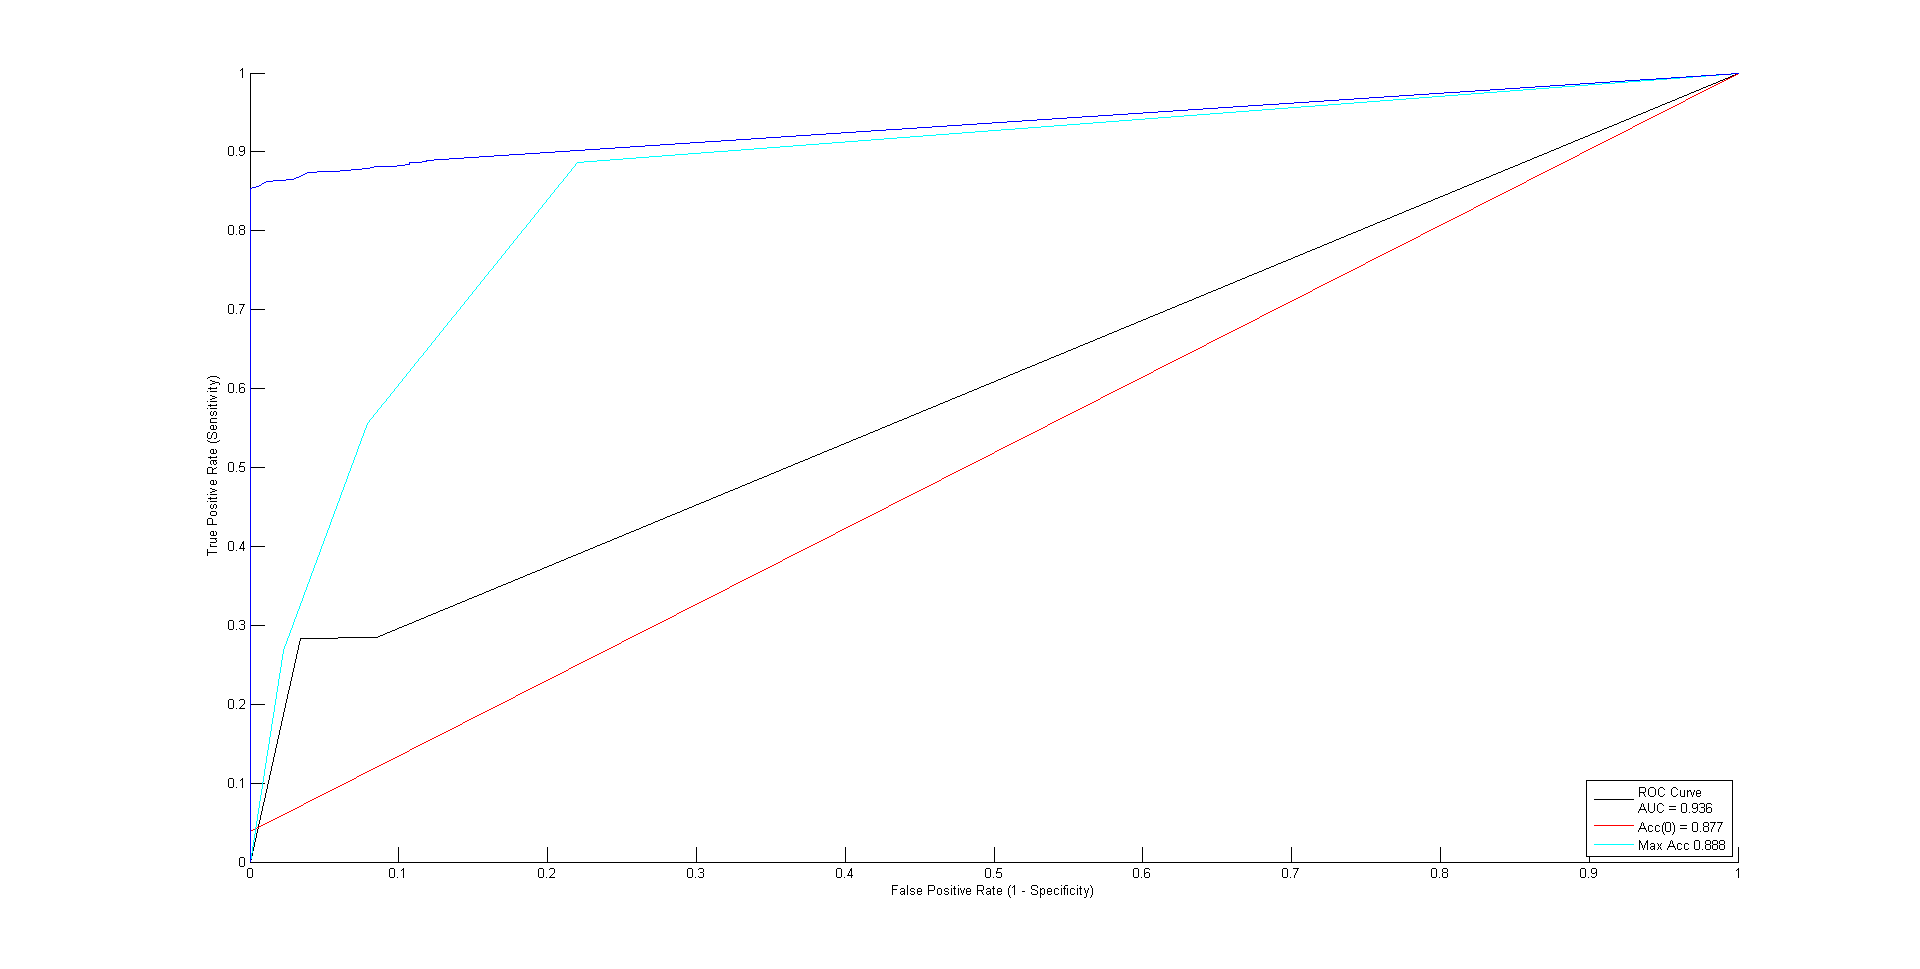 1
0.9
0.8
0.7
0.6
0.5
0.4
0.3
0.2
0.1
0
True Positive Rate (Sensitivity)
ROC Curve
AUC = 0.936
Acc(0) = 0.877
Max Acc 0.888
0 0.1 0.2 0.3 0.4 0.5 0.6 0.7 0.8 0.9 1
False Positive Rate (1 - Specificity)